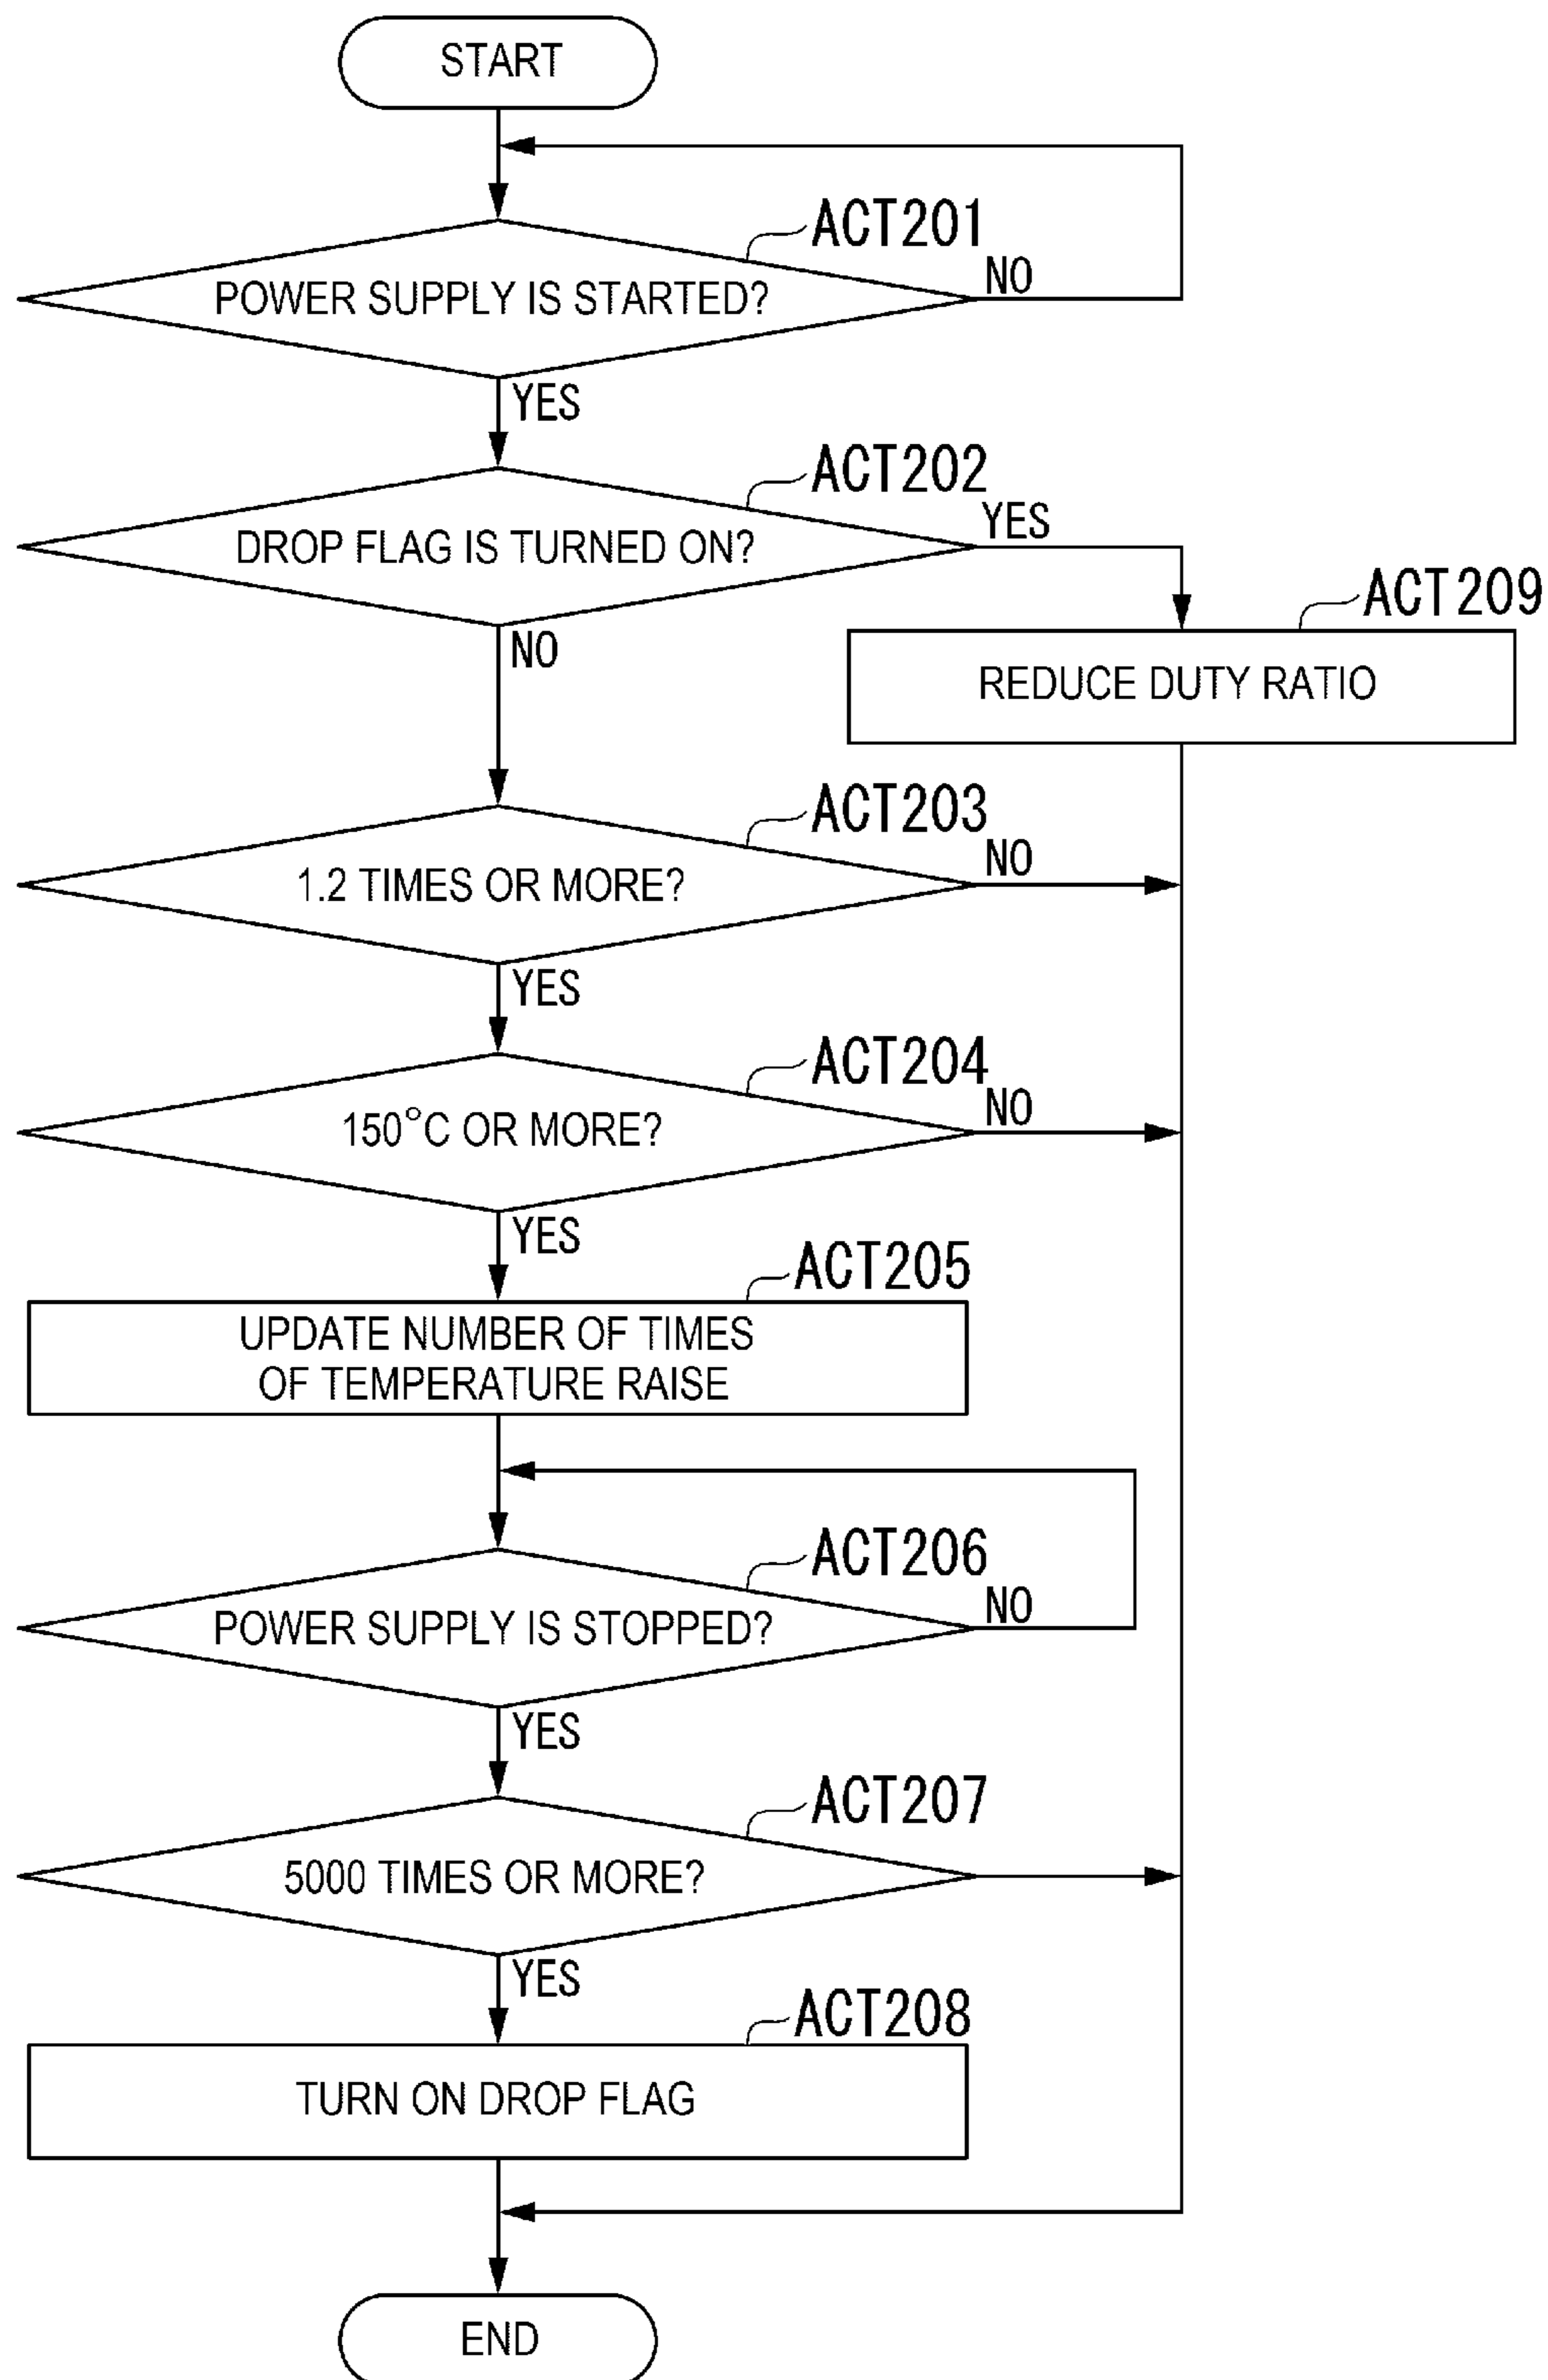 START
ACT201
NO
POWER SUPPLY IS STARTED?
YES
ACT202
YES
DROP FLAG IS TURNED ON?
ACT209
NO
REDUCE DUTY RATIO
ACT203
NO
1.2 TIMES OR MORE?
YES
ACT204
NO
150°C OR MORE?
YES
ACT205
UPDATE NUMBER OF TIMES
OF TEMPERATURE RAISE
ACT206
NO
POWER SUPPLY IS STOPPED?
YES
ACT207
5000 TIMES OR MORE?
YES
ACT208
TURN ON DROP FLAG
END